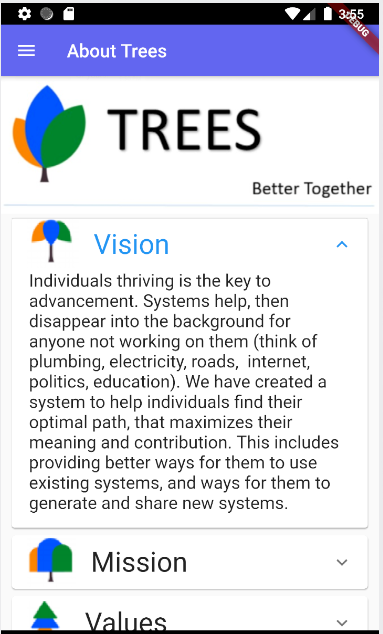 3:55
DEBUG
About Trees
TREES
Better Together
Vision
Individuals thriving is the key to
advancement. Systems help, then
disappear into the background for
anyone not working on them (think of
plumbing, electricity, roads,  internet,
politics, education). We have created a
system to help individuals find their
optimal path, that maximizes their
meaning and contribution. This includes
providing better ways for them to use
existing systems, and ways for them to
generate and share new systems.
Mission
Values